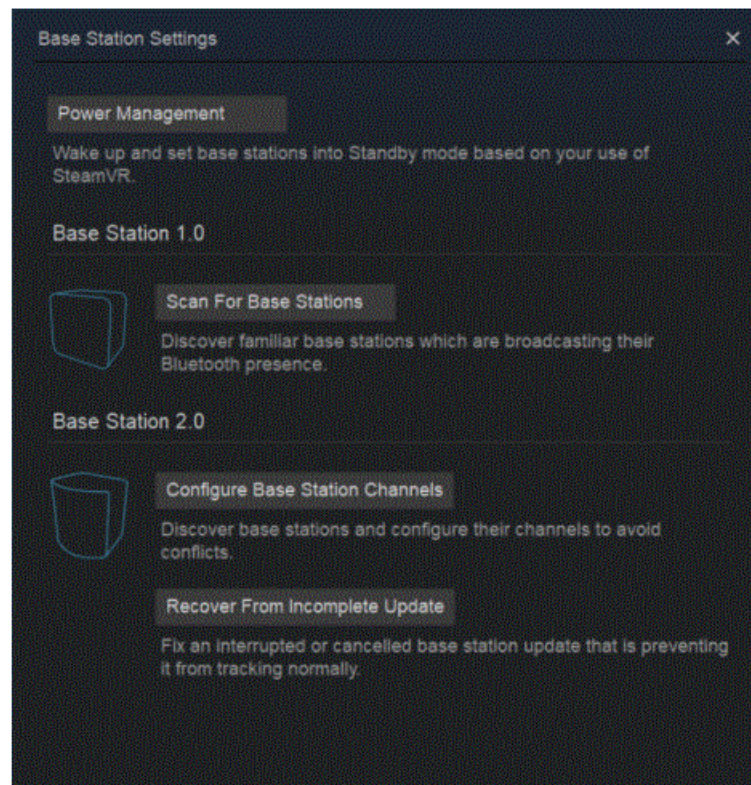 Base Station Settings
Power Management
Wake up and set base stations into Standby mode based on your use of
SteamVR.
Base Station 1.0
Scan For Base Stations
Discover familiar base stations which are broadcasting their
Bluetooth presence.
Base Station 2.0
Configure Base Station Channels
Discover base stations and configure their channels to avoid
conflicts.
Recover From Incomplete Update
Fix an interrupted or cancelled base station update that is preventing
it from tracking normally.